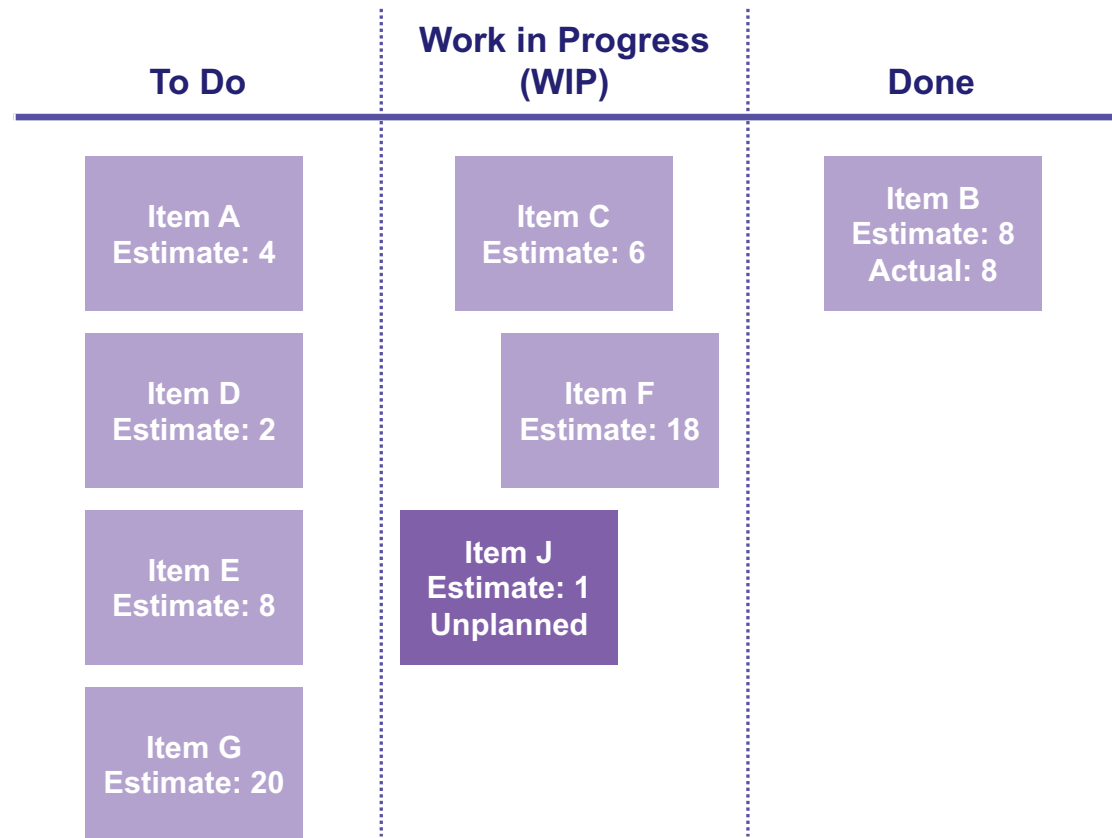 To Do
Work in Progress
(WIP)
Done
Item A
Estimate: 4
Item D
Estimate: 2
Item E
Estimate: 8
Item G
Estimate: 20
Item C
Estimate: 6
Item F
Estimate: 18
Item J
Estimate: 1
Unplanned
Item B
Estimate: 8
Actual: 8